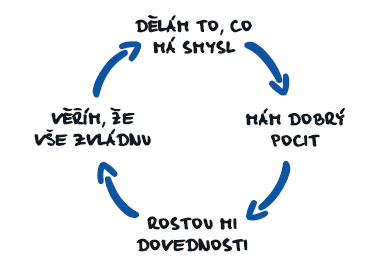 DĚLÁM TO, CO
MÁ SMYSL
MÁM DOBRÝ
POCIT
ROSTOU MI
DOVEDNOSTI
VĚŘÍM, ŽE
VŠE ZVLÁDNU